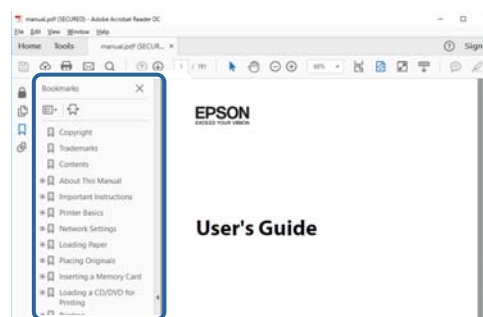 manual.pdf (SECURED) - Adobe Acrobat Reader DC
File Edit View Window Help
Home Tools manual.pdf (SECUR... × Sign
Bookmarks
Copyright
Trademarks
Contents
About This Manual
Important Instructions
Printer Basics
Network Settings
Loading Paper
Placing Originals
Inserting a Memory Card
Loading a CD/DVD for
Printing
EPSON
EXCEED YOUR VISION
User's Guide